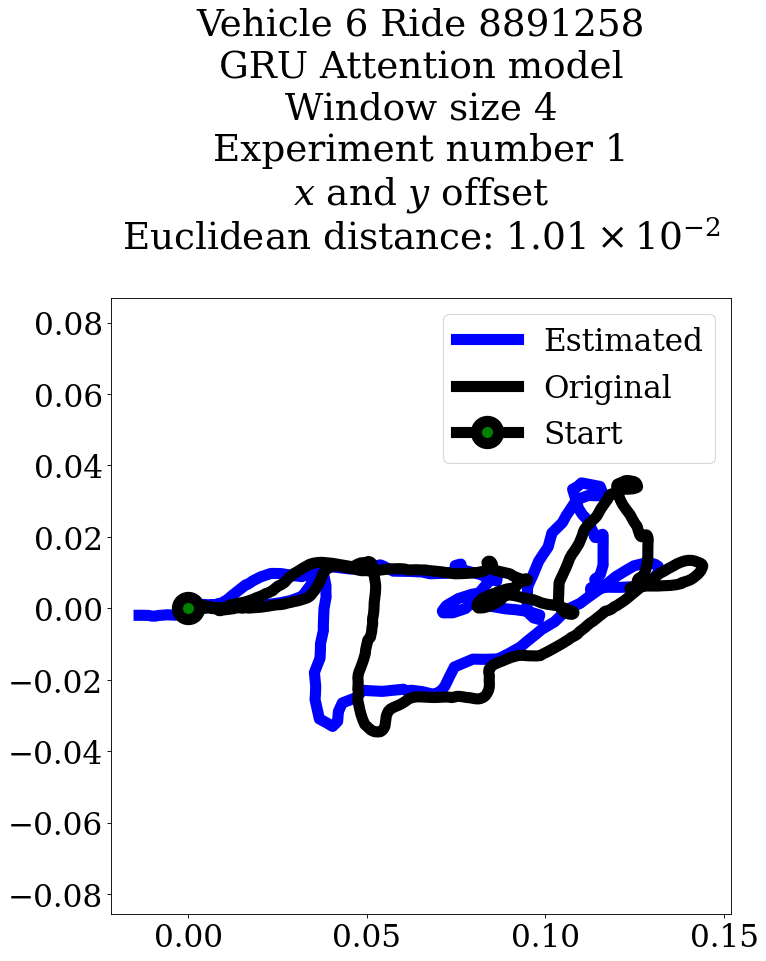 Vehicle 6 Ride 8891258
GRU Attention model
Window size 4
Experiment number 1
x and y offset
Euclidean distance: 1.01 × 10⁻²
Estimated
Original
Start
0.08
0.06
0.04
0.02
0.00
−0.02
−0.04
−0.06
−0.08
0.00 0.05 0.10 0.15